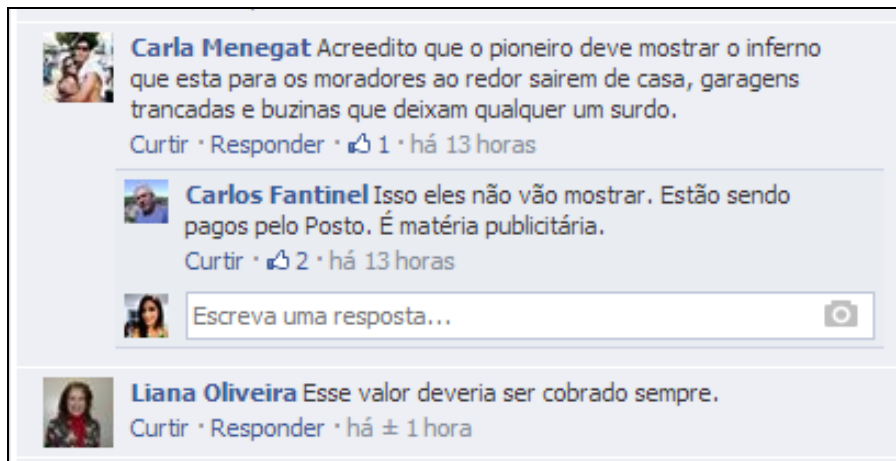 Carla Menegat Acreedito que o pioneiro deve mostrar o inferno
que esta para os moradores ao redor sairem de casa, garagens
trancadas e buzinas que deixam qualquer um surdo.
Curtir · Responder · 1 · há 13 horas
Carlos Fantinel Isso eles não vão mostrar. Estão sendo
pagos pelo Posto. É matéria publicitária.
Curtir · 2 · há 13 horas
Escreva uma resposta...
Liana Oliveira Esse valor deveria ser cobrado sempre.
Curtir · Responder · há ± 1 hora